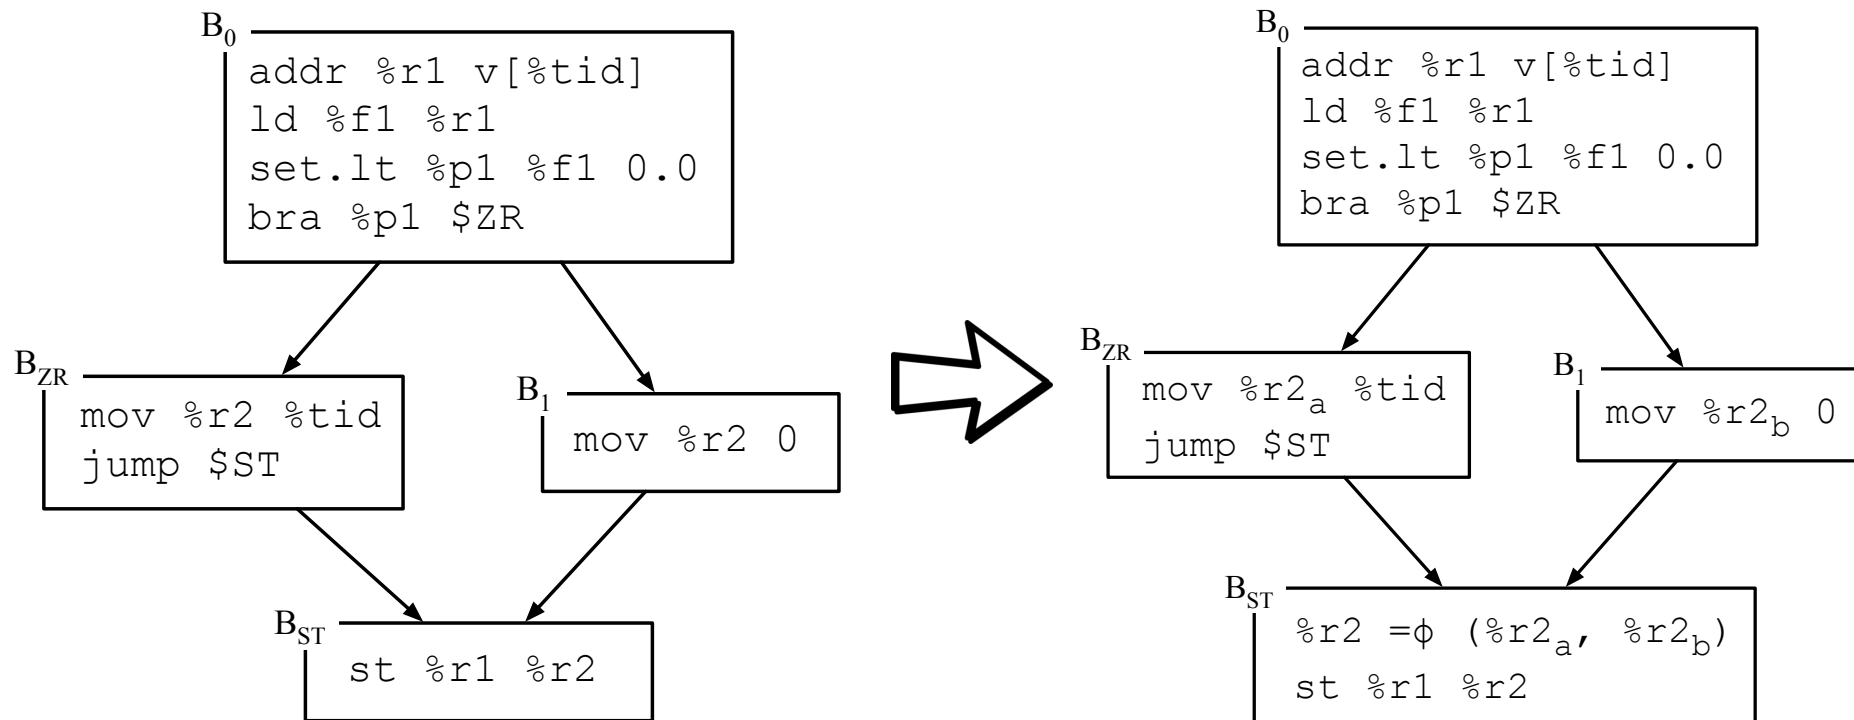 B0
addr %r1 v[%tid]
ld %f1 %r1
set.lt %p1 %f1 0.0
bra %p1 $ZR
BZR
mov %r2 %tid
jump $ST
B1
mov %r2 0
BST
st %r1 %r2
B0
addr %r1 v[%tid]
ld %f1 %r1
set.lt %p1 %f1 0.0
bra %p1 $ZR
BZR
mov %r2a %tid
jump $ST
B1
mov %r2b 0
BST
%r2 =ϕ (%r2a, %r2b)
st %r1 %r2